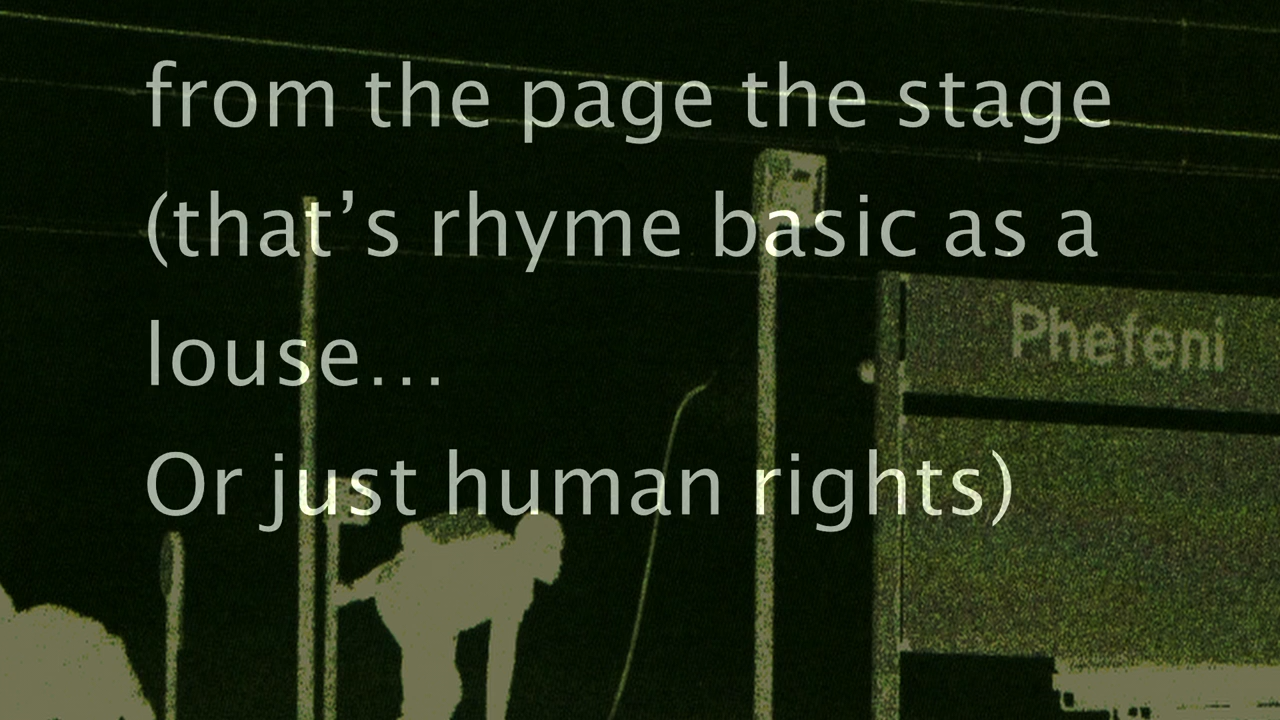 from the page the stage
(that’s rhyme basic as a
louse…
Or just human rights)
Phefeni